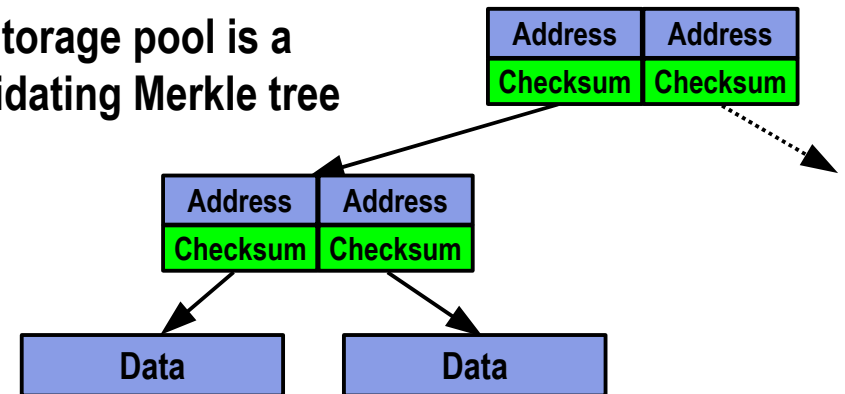 torage pool is a
idating Merkle tree
Address Address
Checksum Checksum
Address Address
Checksum Checksum
Data Data